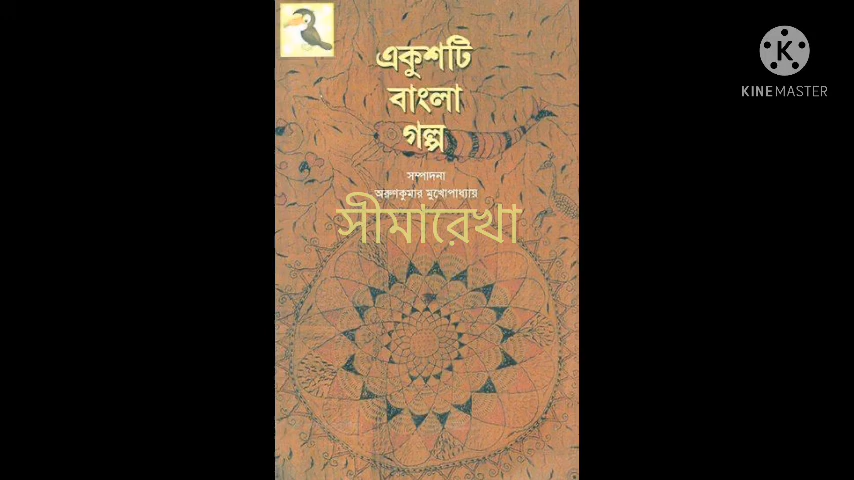 একুশটি
বাংলা
গল্প
সম্পাদনা
অরুণকুমার মুখোপাধ্যায়
সীমারেখা
KINEMASTER